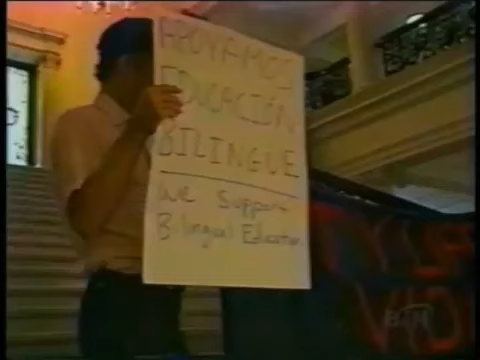 APOYAMOS
EDUCACIÓN
BILINGUE
We Support
Bilingual Education